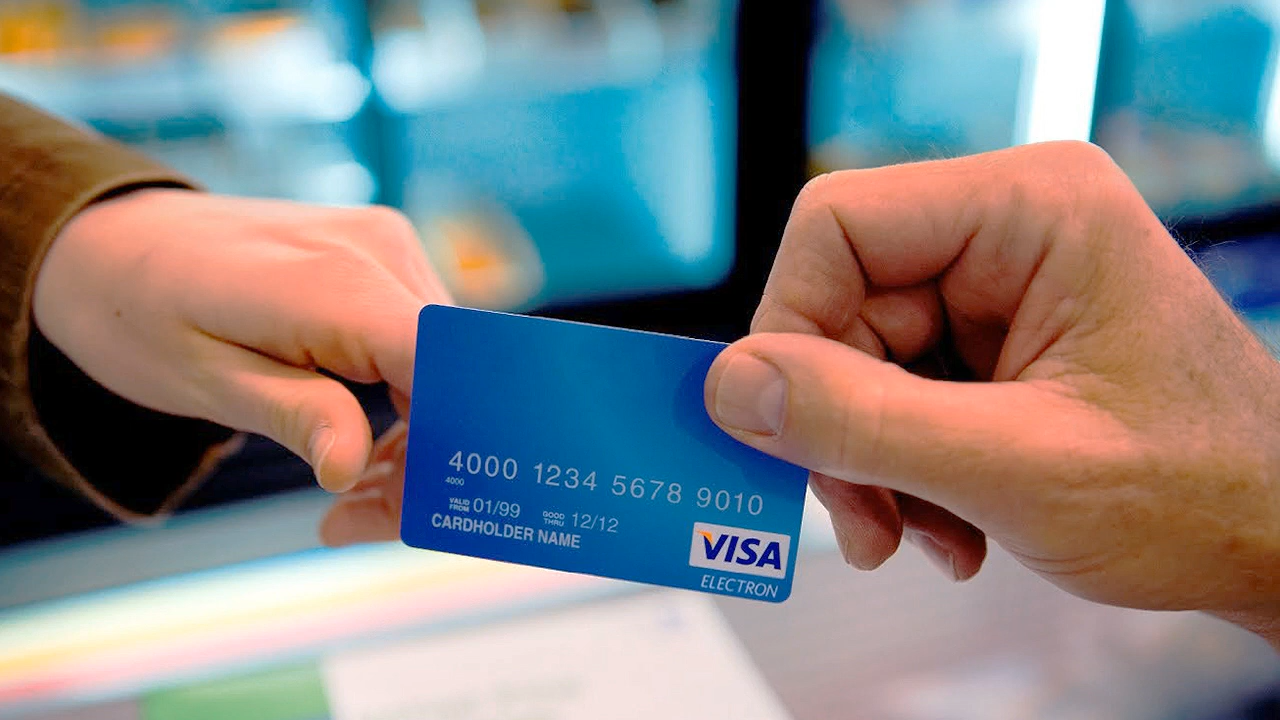 4000 1234 5678 9010
4000
VALID FROM 01/99 GOOD THRU 12/12
CARDHOLDER NAME
VISA
ELECTRON